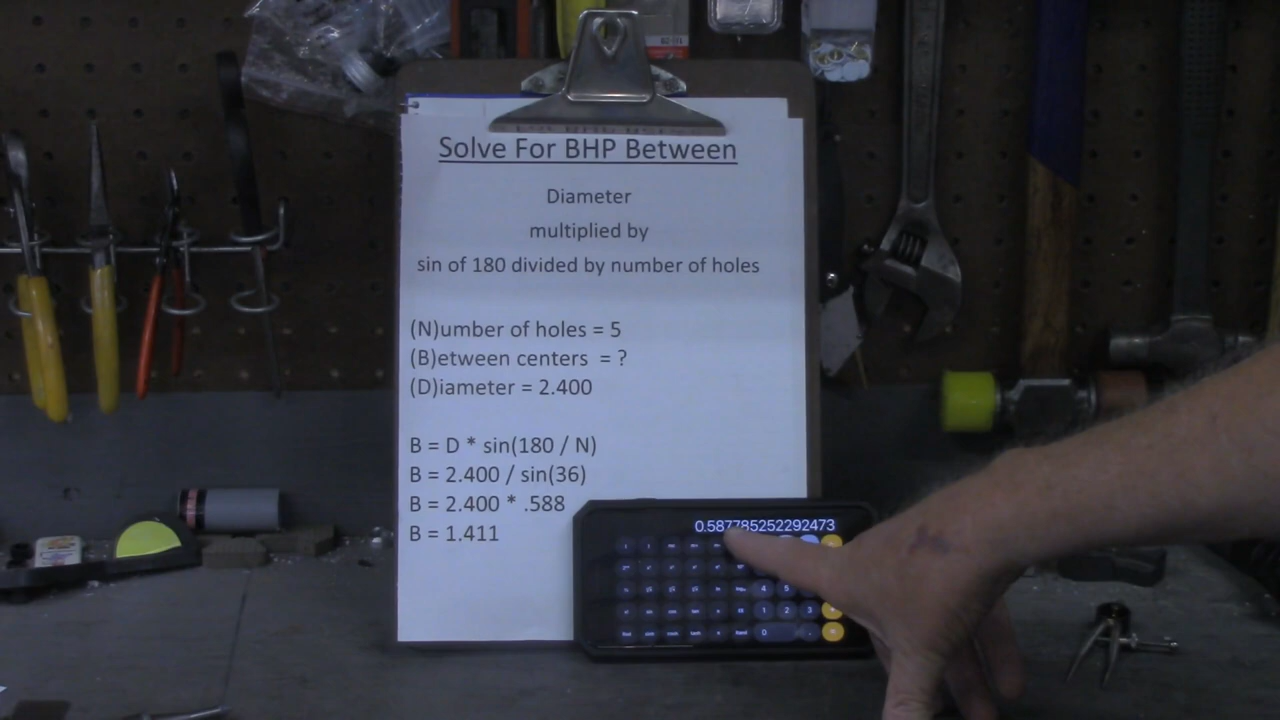 Solve For BHP Between
Diameter
multiplied by
sin of 180 divided by number of holes
(N)umber of holes = 5
(B)etween centers = ?
(D)iameter = 2.400
B = D * sin(180 / N)
B = 2.400 / sin(36)
B = 2.400 * .588
B = 1.411
0.587785252292473